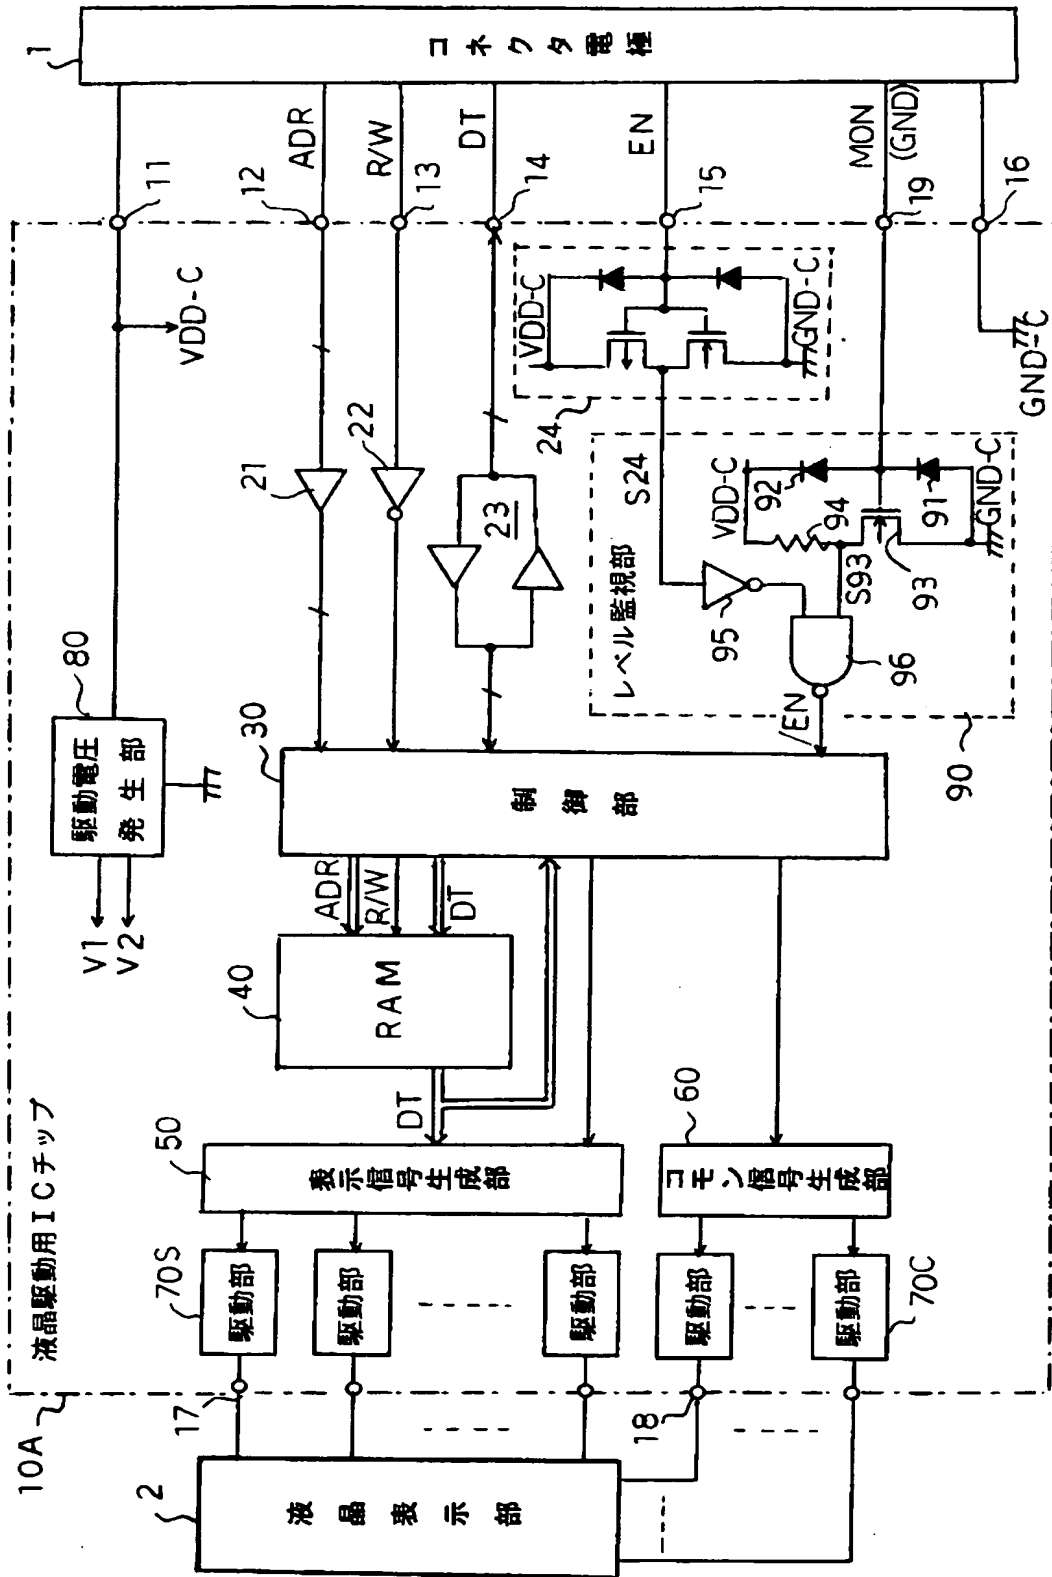 10A
液晶駆動用ICチップ
2
液晶表示部
17
18
70S
駆動部
駆動部
駆動部
駆動部
駆動部
70C
50
表示信号生成部
60
コモン信号生成部
DT
40
RAM
ADR
R/W
DT
V1
V2
80
駆動電圧
発生部
30
制御部
21
22
23
VDD-C
/EN
90
レベル監視部
95
96
S24
S93
VDD-C
92
94
91
93
GND-C
24
VDD-C
GND-C
GND-C
11
12
13
14
15
19
16
ADR
R/W
DT
EN
MON
(GND)
1
コネクタ電極